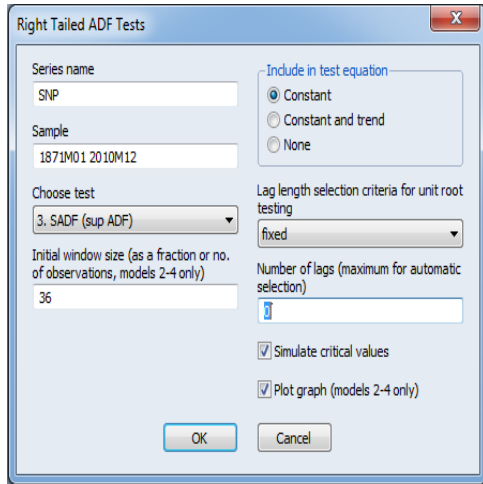 Right Tailed ADF Tests
X
Series name
SNP
Sample
1871M01 2010M12
Choose test
3. SADF (sup ADF)
Initial window size (as a fraction or no.
of observations, models 2-4 only)
36
Include in test equation
Constant
Constant and trend
None
Lag length selection criteria for unit root
testing
fixed
Number of lags (maximum for automatic
selection)
0
Simulate critical values
Plot graph (models 2-4 only)
OK
Cancel